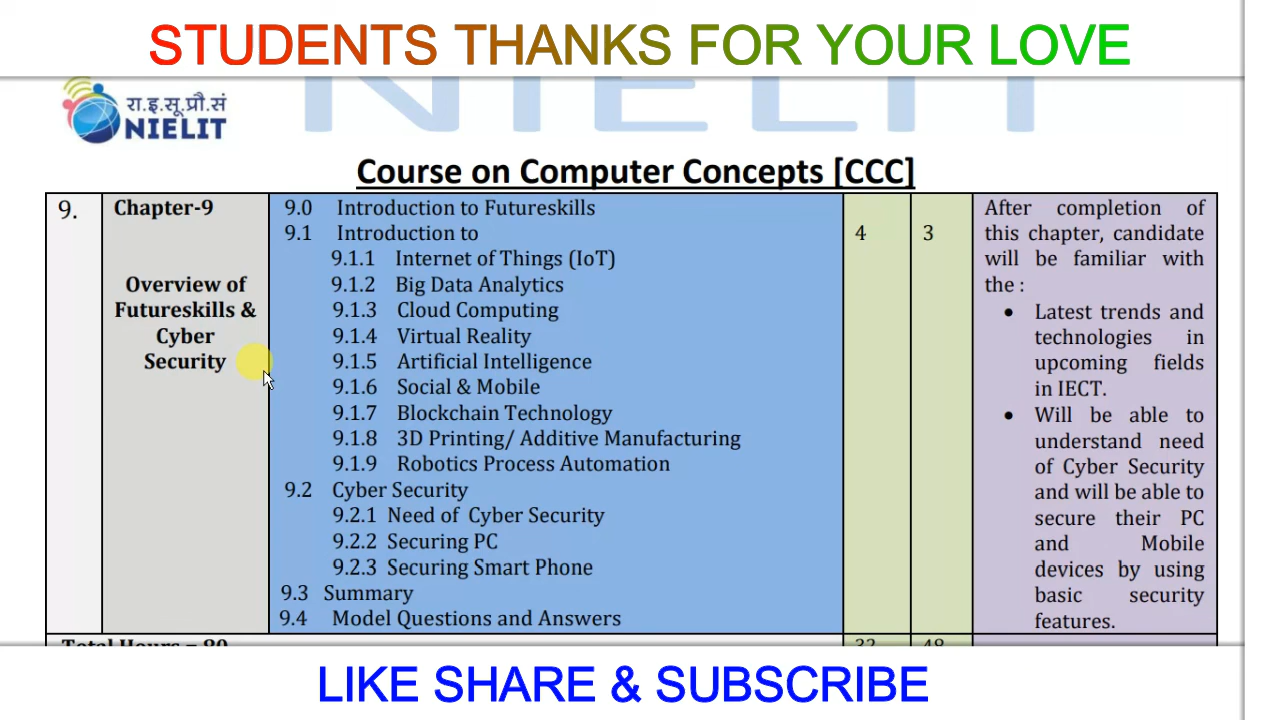 STUDENTS THANKS FOR YOUR LOVE
NIELIT
रा.इ.सू.प्रौ.सं
NIELIT
Course on Computer Concepts [CCC]
9.
Chapter-9
Overview of
Futureskills &
Cyber
Security
9.0 Introduction to Futureskills
9.1 Introduction to
9.1.1 Internet of Things (IoT)
9.1.2 Big Data Analytics
9.1.3 Cloud Computing
9.1.4 Virtual Reality
9.1.5 Artificial Intelligence
9.1.6 Social & Mobile
9.1.7 Blockchain Technology
9.1.8 3D Printing/ Additive Manufacturing
9.1.9 Robotics Process Automation
9.2 Cyber Security
9.2.1 Need of Cyber Security
9.2.2 Securing PC
9.2.3 Securing Smart Phone
9.3 Summary
9.4 Model Questions and Answers
4
3
After completion of
this chapter, candidate
will be familiar with
the :
• Latest trends and
technologies in
upcoming fields
in IECT.
• Will be able to
understand need
of Cyber Security
and will be able to
secure their PC
and Mobile
devices by using
basic security
features.
Total Hours = 80
32
48
LIKE SHARE & SUBSCRIBE